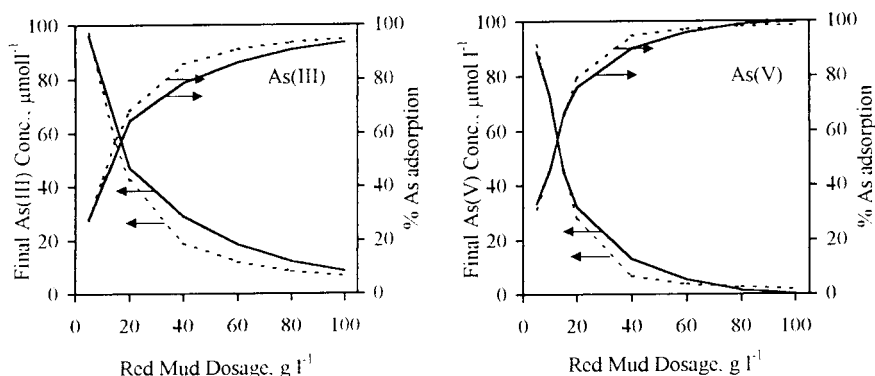 100
80
60
40
20
0
Final As(III) Conc., µmol l⁻¹
0 20 40 60 80 100
Red Mud Dosage, g l⁻¹
100
80
60
40
20
0
% As adsorption
As(III)
100
80
60
40
20
0
Final As(V) Conc., µmol l⁻¹
0 20 40 60 80 100
Red Mud Dosage, g l⁻¹
100
80
60
40
20
0
% As adsorption
As(V)